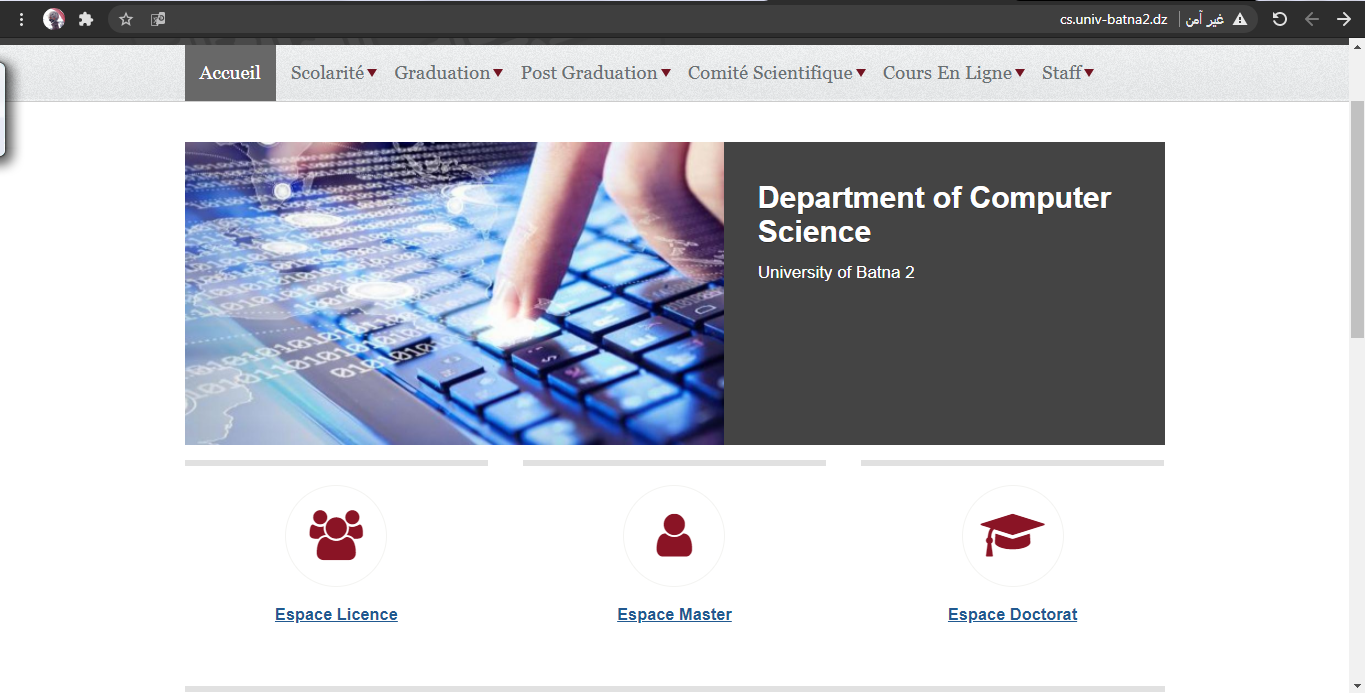 cs.univ-batna2.dz غير آمن
Accueil Scolarité Graduation Post Graduation Comité Scientifique Cours En Ligne Staff
Department of Computer
Science
University of Batna 2
Espace Licence Espace Master Espace Doctorat